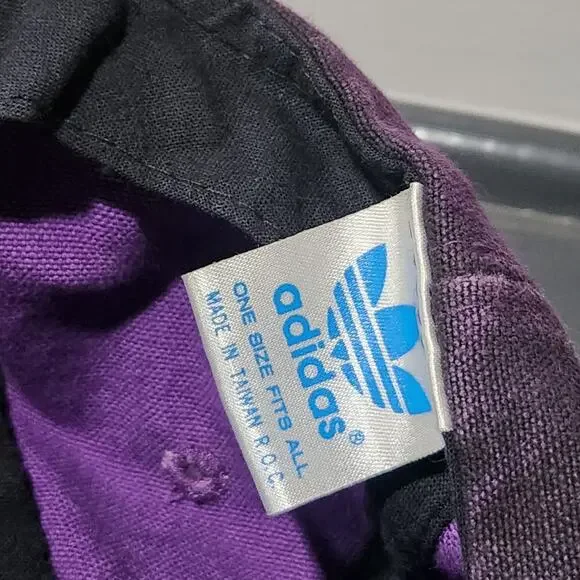 adidas®
ONE SIZE FITS ALL
MADE IN TAIWAN R.O.C.